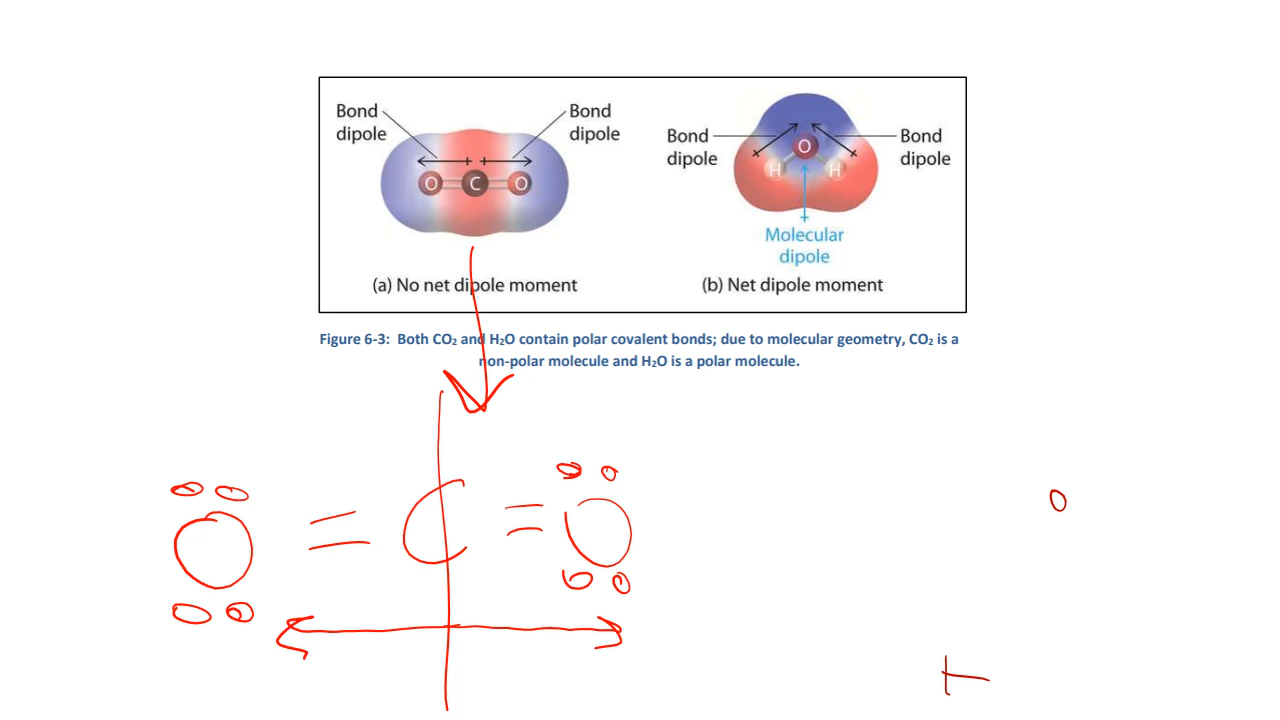 Bond dipole
Bond dipole
O C O
(a) No net dipole moment
Bond dipole
Bond dipole
O
H H
Molecular dipole
(b) Net dipole moment
Figure 6-3: Both CO₂ and H₂O contain polar covalent bonds; due to molecular geometry, CO₂ is a
non-polar molecule and H₂O is a polar molecule.
O = C = O